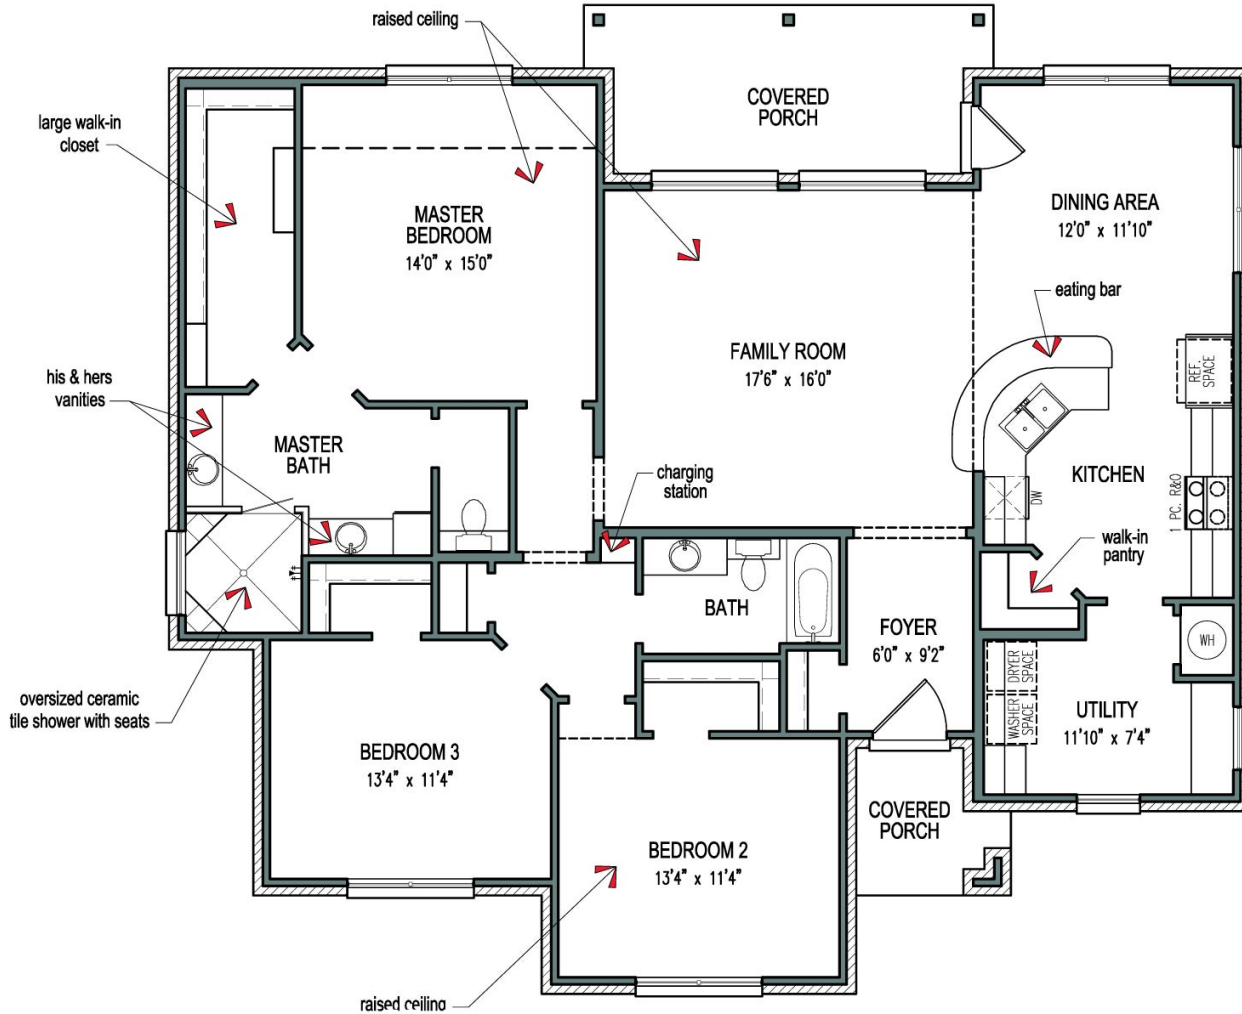 raised ceiling
COVERED
PORCH
large walk-in
closet
MASTER
BEDROOM
14'0" x 15'0"
DINING AREA
12'0" x 11'10"
eating bar
FAMILY ROOM
17'6" x 16'0"
REF.
SPACE
his & hers
vanities
MASTER
BATH
charging
station
KITCHEN
DW
1 PC. R&O
walk-in
pantry
BATH
FOYER
6'0" x 9'2"
WH
DRYER
SPACE
WASHER
SPACE
UTILITY
11'10" x 7'4"
oversized ceramic
tile shower with seats
BEDROOM 3
13'4" x 11'4"
COVERED
PORCH
BEDROOM 2
13'4" x 11'4"
raised ceiling